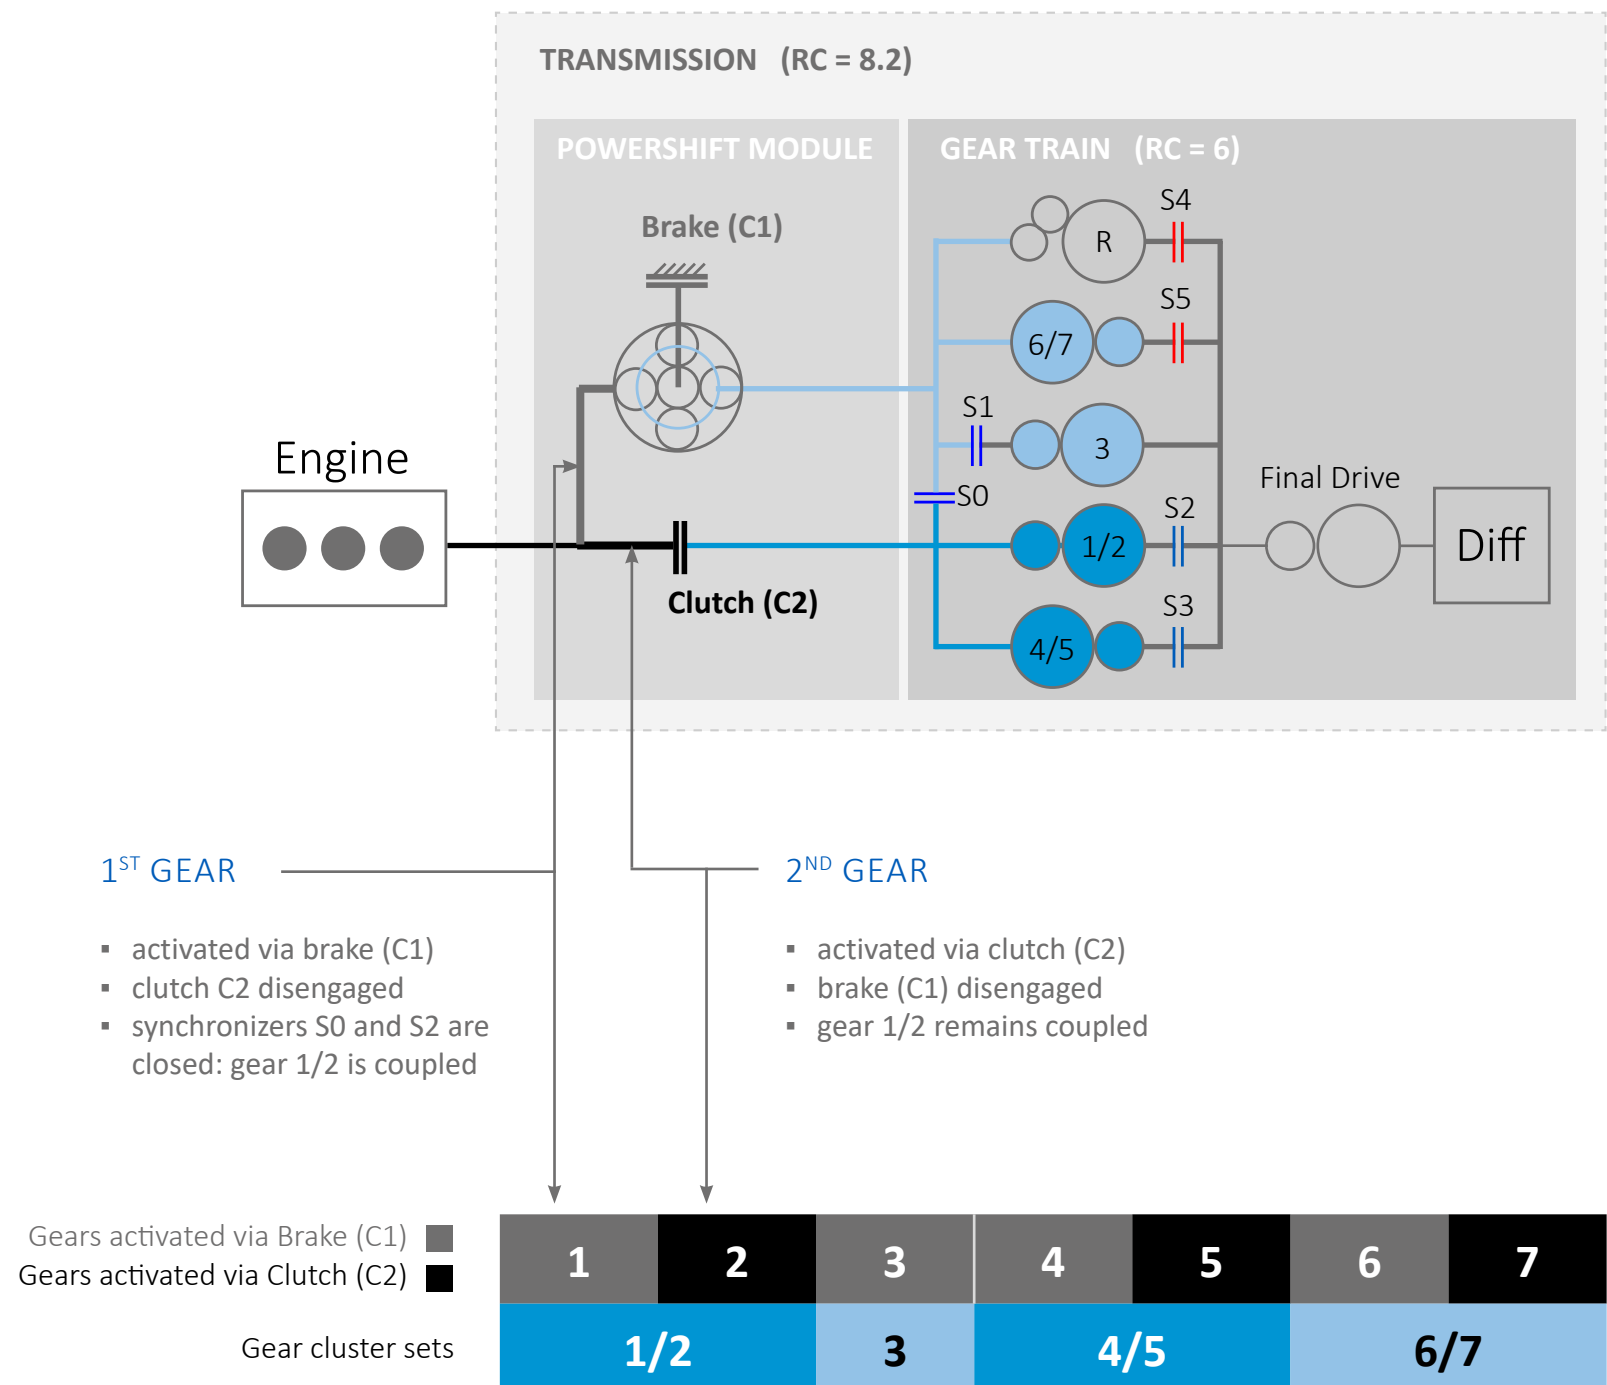 TRANSMISSION (RC = 8.2)
POWERSHIFT MODULE
GEAR TRAIN (RC = 6)
Brake (C1)
S4
R
S5
6/7
S1
3
S0
Engine
Clutch (C2)
S2
1/2
S3
4/5
Final Drive
Diff
1ST GEAR
▪ activated via brake (C1)
▪ clutch C2 disengaged
▪ synchronizers S0 and S2 are
closed: gear 1/2 is coupled
2ND GEAR
▪ activated via clutch (C2)
▪ brake (C1) disengaged
▪ gear 1/2 remains coupled
Gears activated via Brake (C1)
Gears activated via Clutch (C2)
1 2 3 4 5 6 7
Gear cluster sets
1/2 3 4/5 6/7